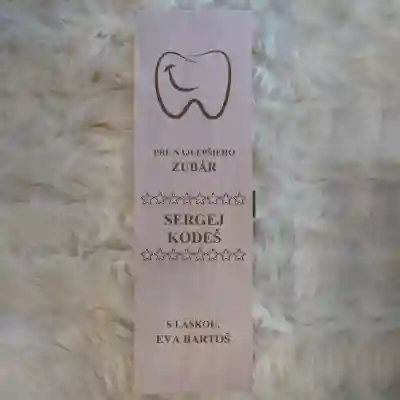 PRE NAJLEPŠIEHO
ZUBÁR
SERGEJ
KODEŠ
S LÁSKOU,
EVA BARTOŠ